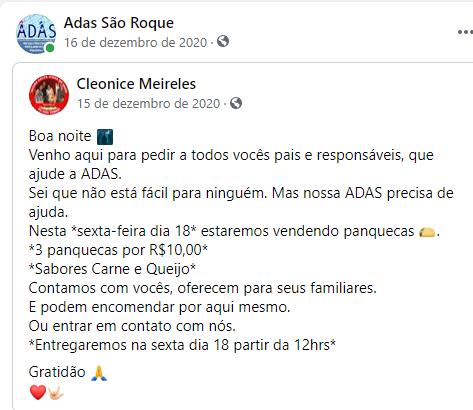 ADAS
Adas São Roque
16 de dezembro de 2020 ·
Cleonice Meireles
15 de dezembro de 2020 ·
Boa noite 🌃
Venho aqui para pedir a todos vocês pais e responsáveis, que
ajude a ADAS.
Sei que não está fácil para ninguém. Mas nossa ADAS precisa de
ajuda.
Nesta *sexta-feira dia 18* estaremos vendendo panquecas 🌮.
*3 panquecas por R$10,00*
*Sabores Carne e Queijo*
Contamos com vocês, oferecem para seus familiares.
E podem encomendar por aqui mesmo.
Ou entrar em contato com nós.
*Entregaremos na sexta dia 18 partir da 12hrs*
Gratidão 🙏
❤️🤟🏻